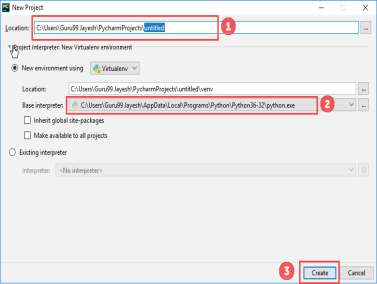 New Project
Location: C:\Users\Guru99 Jayesh\PycharmProjects\untitled
1
Project Interpreter: New Virtualenv environment
New environment using Virtualenv
Location: C:\Users\Guru99 Jayesh\PycharmProjects\untitled\venv
2
Base interpreter: C:\Users\Guru99 Jayesh\AppData\Local\Programs\Python\Python36-32\python.exe
Inherit global site-packages
Make available to all projects
Existing interpreter
Interpreter: <No interpreter>
3
Create Cancel